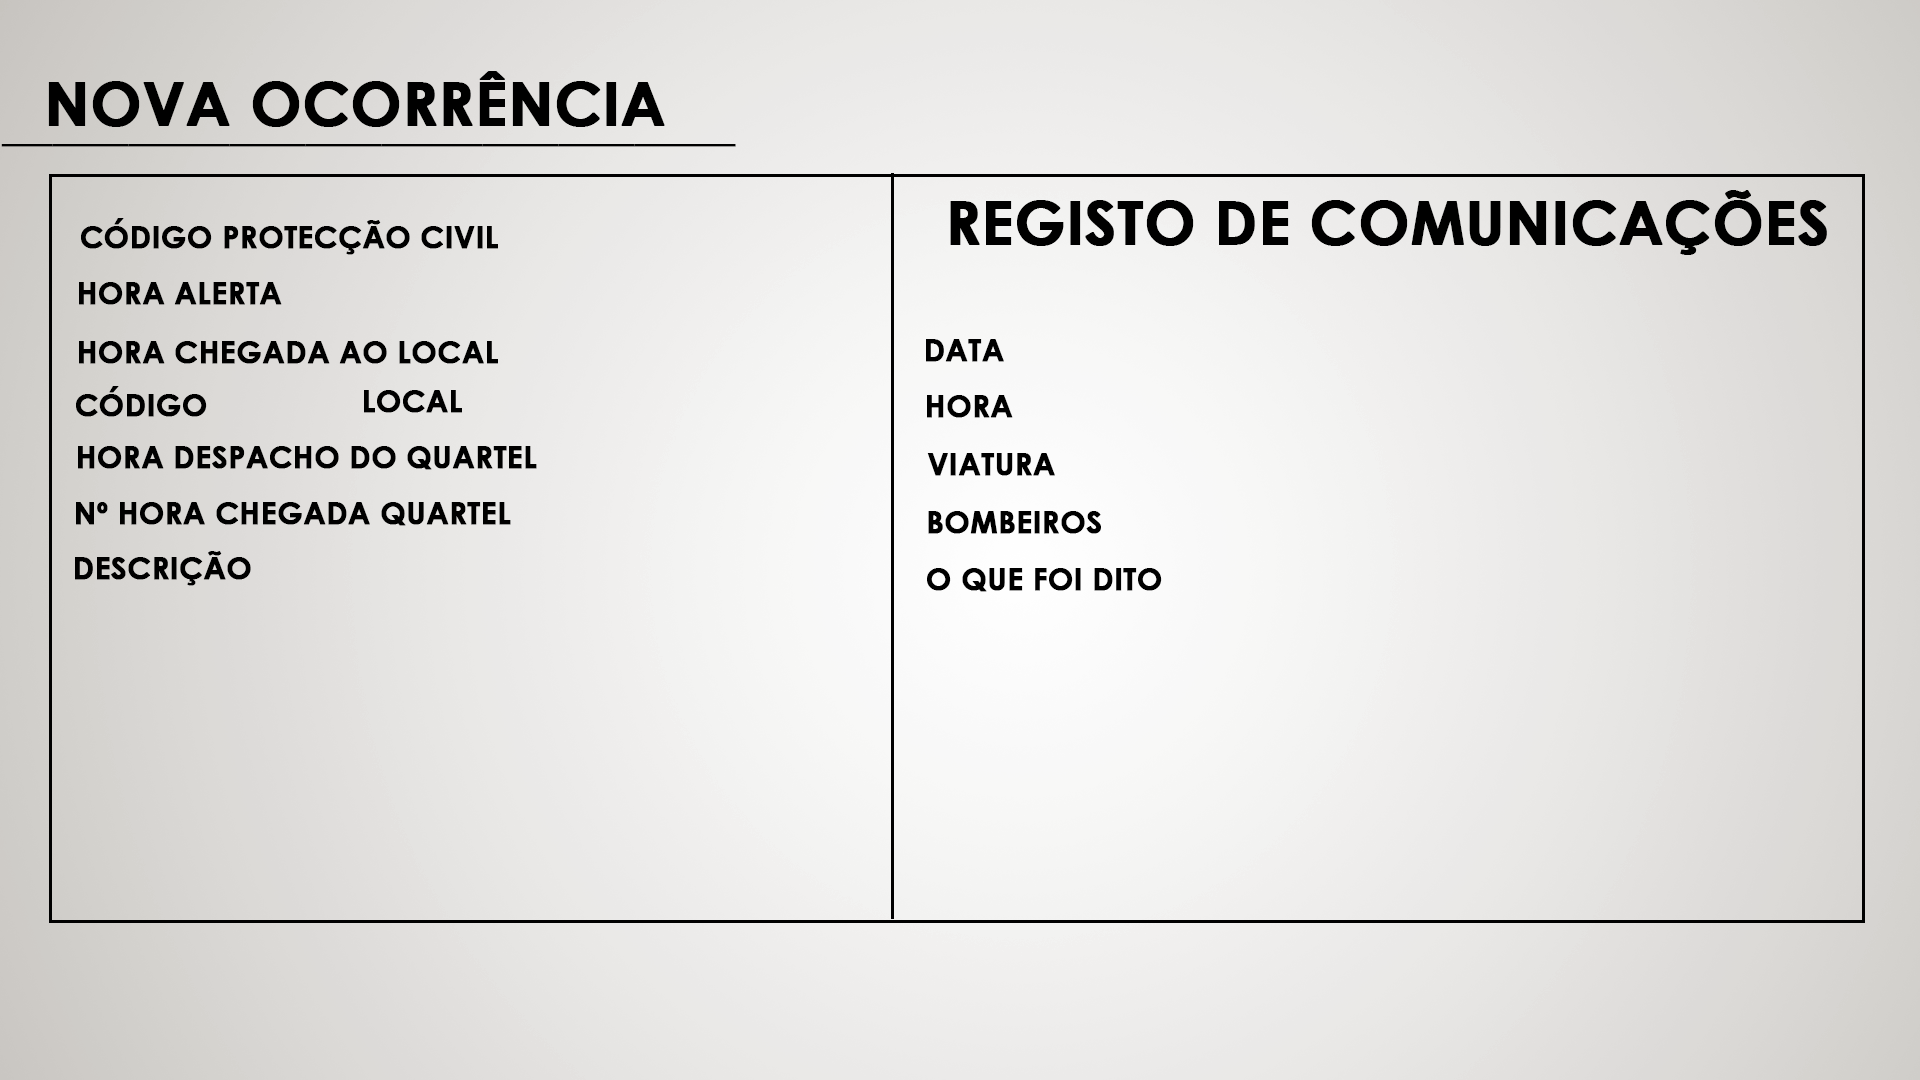 NOVA OCORRÊNCIA
CÓDIGO PROTECÇÃO CIVIL
HORA ALERTA
HORA CHEGADA AO LOCAL
CÓDIGO LOCAL
HORA DESPACHO DO QUARTEL
Nº HORA CHEGADA QUARTEL
DESCRIÇÃO
REGISTO DE COMUNICAÇÕES
DATA
HORA
VIATURA
BOMBEIROS
O QUE FOI DITO